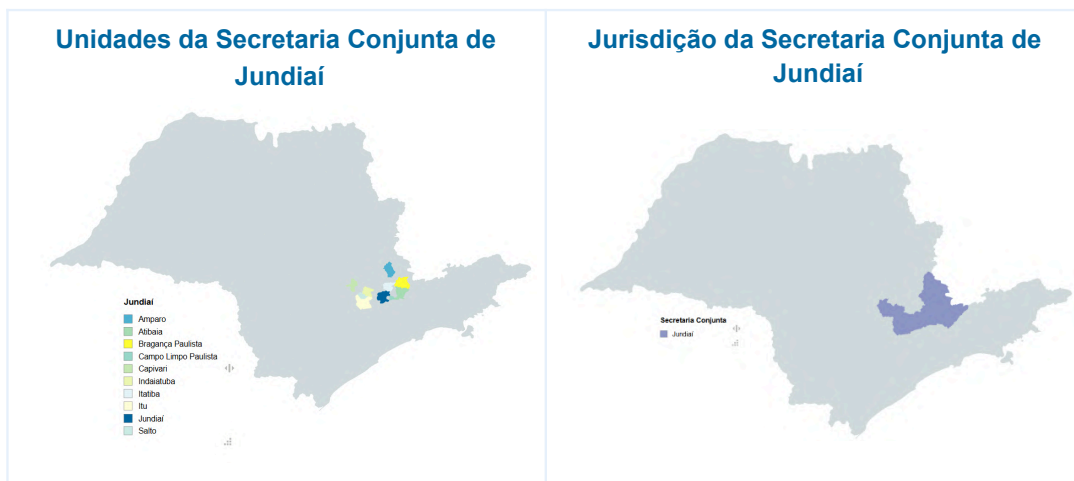 Unidades da Secretaria Conjunta de
Jundiaí
Jundiaí
Amparo
Atibaia
Bragança Paulista
Campo Limpo Paulista
Capivari
Indaiatuba
Itatiba
Itu
Jundiaí
Salto
Jurisdição da Secretaria Conjunta de
Jundiaí
Secretaria Conjunta
Jundiaí